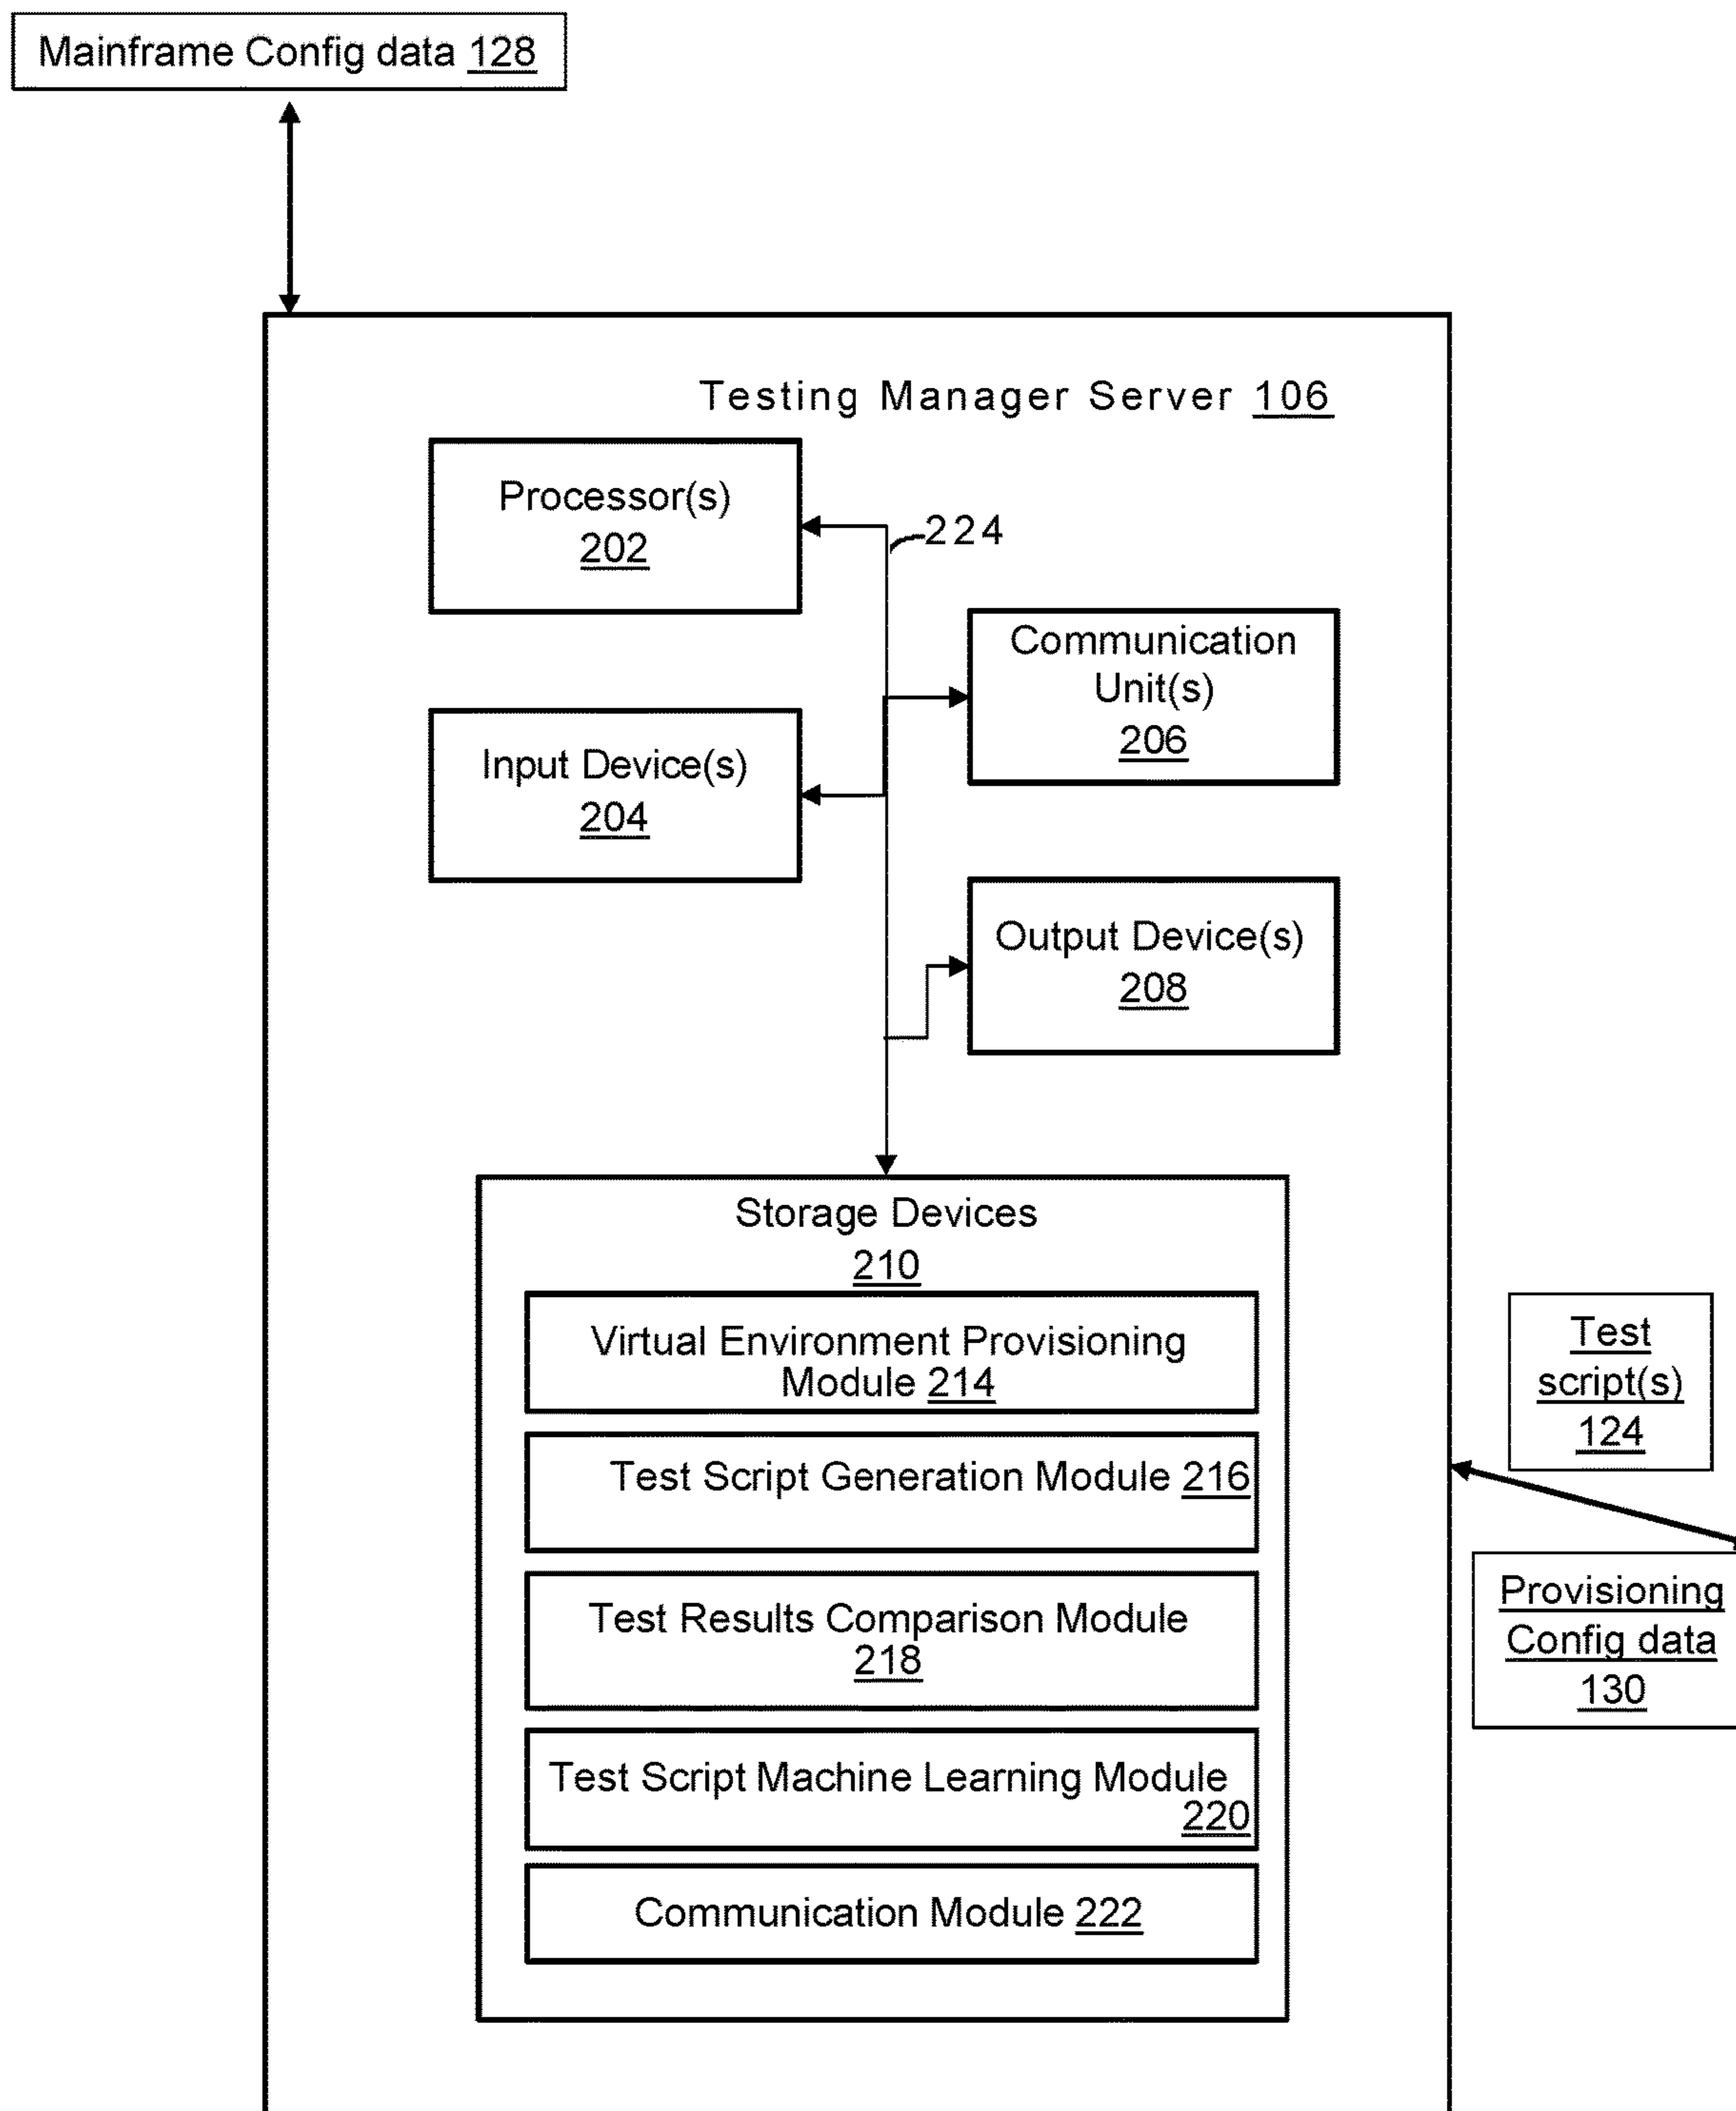 Mainframe Config data 128
Testing Manager Server 106
Processor(s)
202
224
Communication
Unit(s)
206
Input Device(s)
204
Output Device(s)
208
Storage Devices
210
Virtual Environment Provisioning
Module 214
Test Script Generation Module 216
Test Results Comparison Module
218
Test Script Machine Learning Module
220
Communication Module 222
Test
script(s)
124
Provisioning
Config data
130